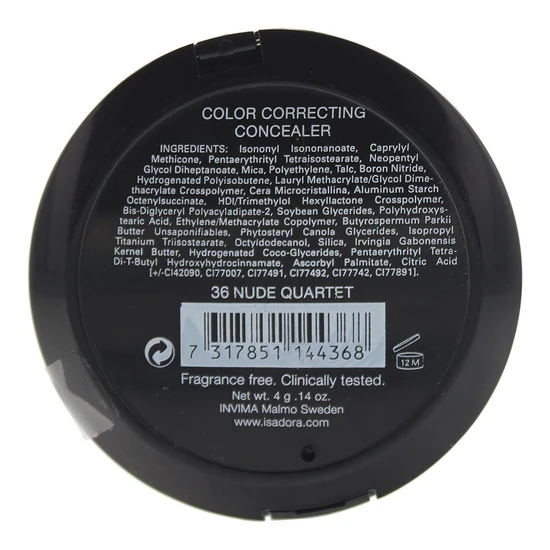 COLOR CORRECTING
CONCEALER
INGREDIENTS: Isononyl Isononanoate, Caprylyl
Methicone, Pentaerythrityl Tetraisostearate, Neopentyl
Glycol Diheptanoate, Mica, Polyethylene, Talc, Boron Nitride,
Hydrogenated Polyisobutene, Lauryl Methacrylate/Glycol Dime-
thacrylate Crosspolymer, Cera Microcristallina, Aluminum Starch
Octenylsuccinate, HDI/Trimethylol Hexyllactone Crosspolymer,
Bis-Diglyceryl Polyacyladipate-2, Soybean Glycerides, Polyhydroxys-
tearic Acid, Ethylene/Methacrylate Copolymer, Butyrospermum Parkii
Butter Unsaponifiables, Phytosteryl Canola Glycerides, Isopropyl
Titanium Triisostearate, Octyldodecanol, Silica, Irvingia Gabonensis
Kernel Butter, Hydrogenated Coco-Glycerides, Pentaerythrityl Tetra-
Di-T-Butyl Hydroxyhydrocinnamate, Ascorbyl Palmitate, Citric Acid
[+/-CI42090, CI77007, CI77491, CI77492, CI77742, CI77891].
36 NUDE QUARTET
7 317851 144368
12 M
Fragrance free. Clinically tested.
Net wt. 4 g .14 oz.
INVIMA Malmo Sweden
www.isadora.com